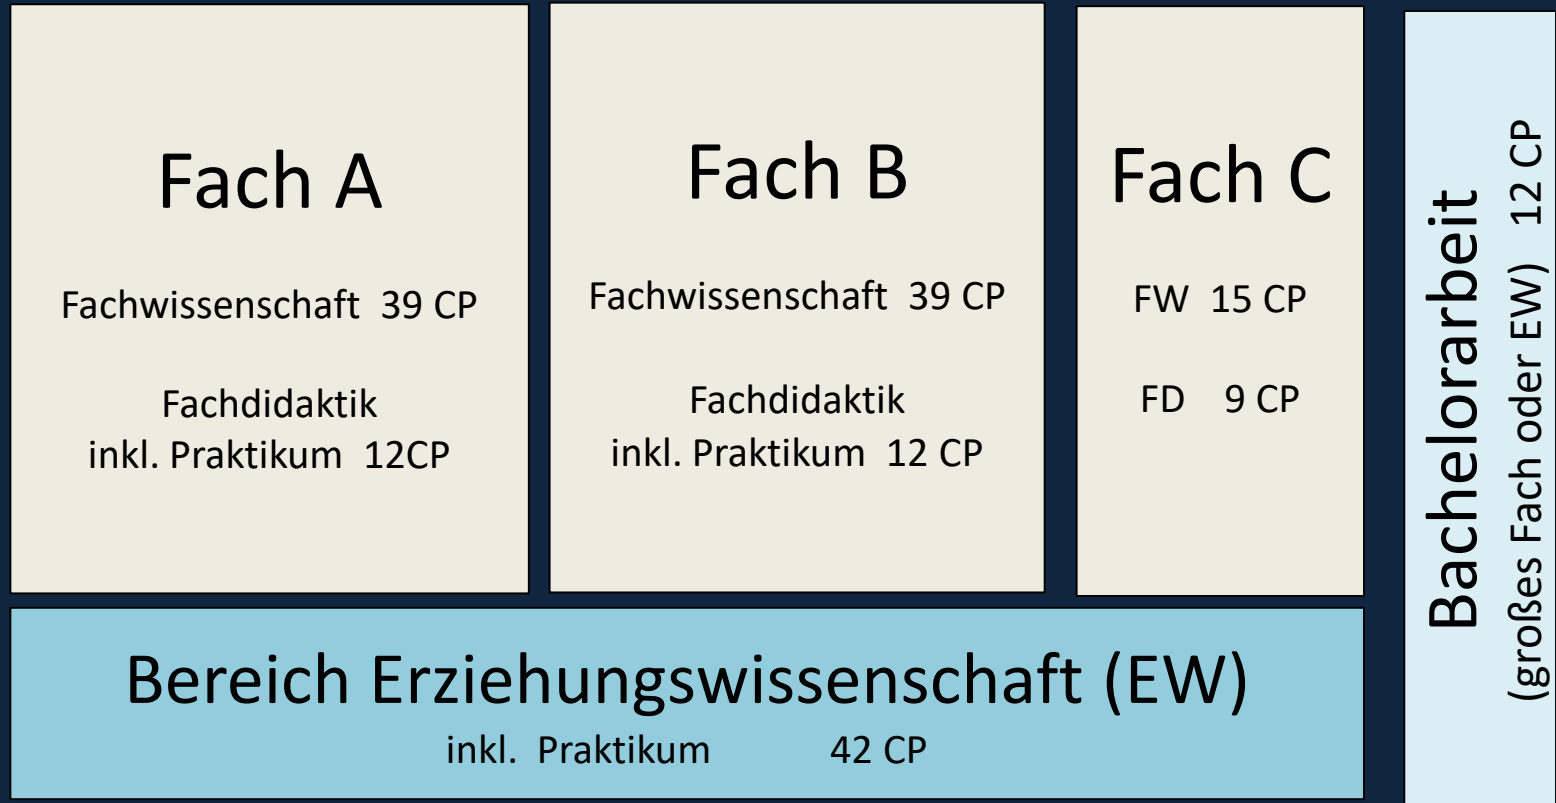 Fach A
Fachwissenschaft 39 CP
Fachdidaktik
inkl. Praktikum 12CP
Fach B
Fachwissenschaft 39 CP
Fachdidaktik
inkl. Praktikum 12 CP
Fach C
FW 15 CP
FD 9 CP
Bachelorarbeit
(großes Fach oder EW) 12 CP
Bereich Erziehungswissenschaft (EW)
inkl. Praktikum 42 CP